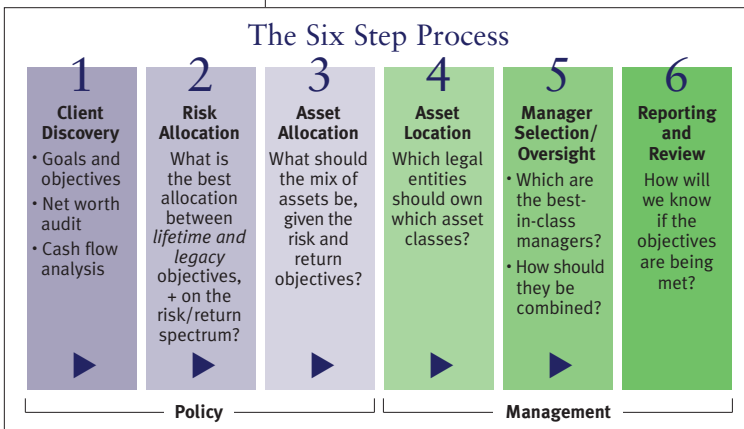 The Six Step Process
1
Client
Discovery
• Goals and
objectives
• Net worth
audit
• Cash flow
analysis
2
Risk
Allocation
What is
the best
allocation
between
lifetime and
legacy
objectives,
+ on the
risk/return
spectrum?
3
Asset
Allocation
What should
the mix of
assets be,
given the
risk and
return
objectives?
4
Asset
Location
Which legal
entities
should own
which asset
classes?
5
Manager
Selection/
Oversight
• Which are
the best-
in-class
managers?
• How should
they be
combined?
6
Reporting
and
Review
How will
we know
if the
objectives
are being
met?
Policy
Management